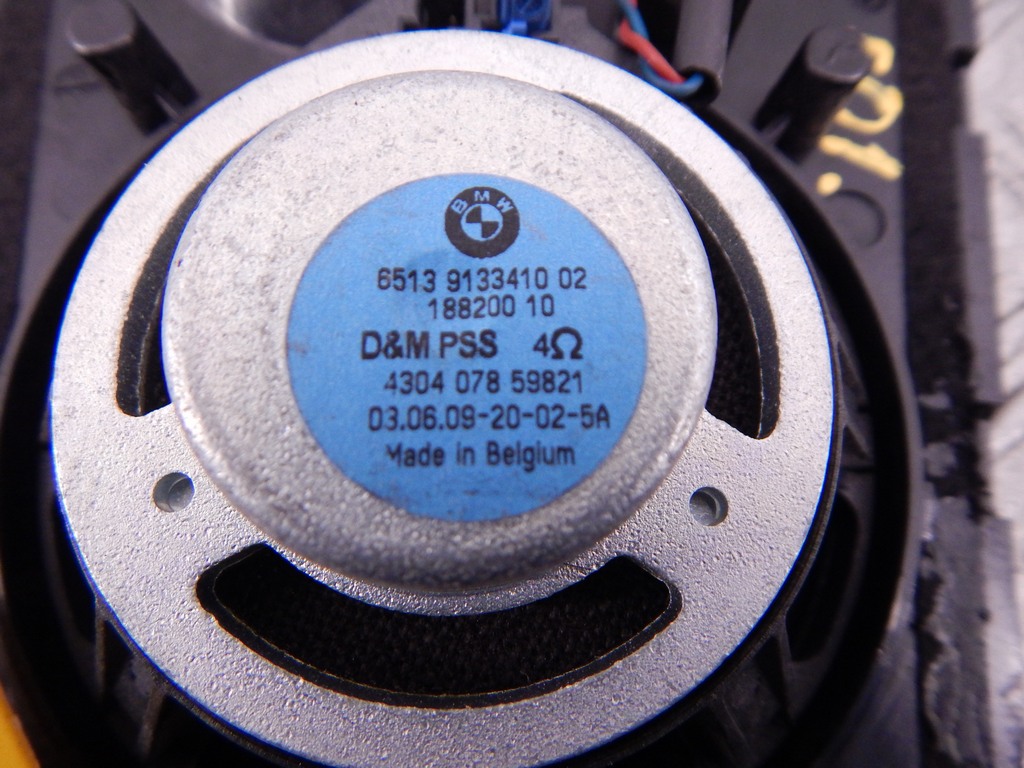 BMW
6513 9133410 02
188200 10
D&M PSS 4Ω
4304 078 59821
03.06.09-20-02-5A
Made in Belgium